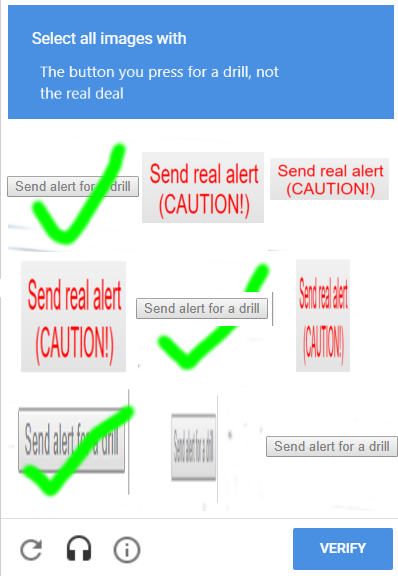 Select all images with
The button you press for a drill, not
the real deal
Send alert for a drill
Send real alert
(CAUTION!)
Send real alert
(CAUTION!)
Send real alert
(CAUTION!)
Send alert for a drill
Send real alert
(CAUTION!)
Send alert for a drill
Send alert for a drill
Send alert for a drill
VERIFY